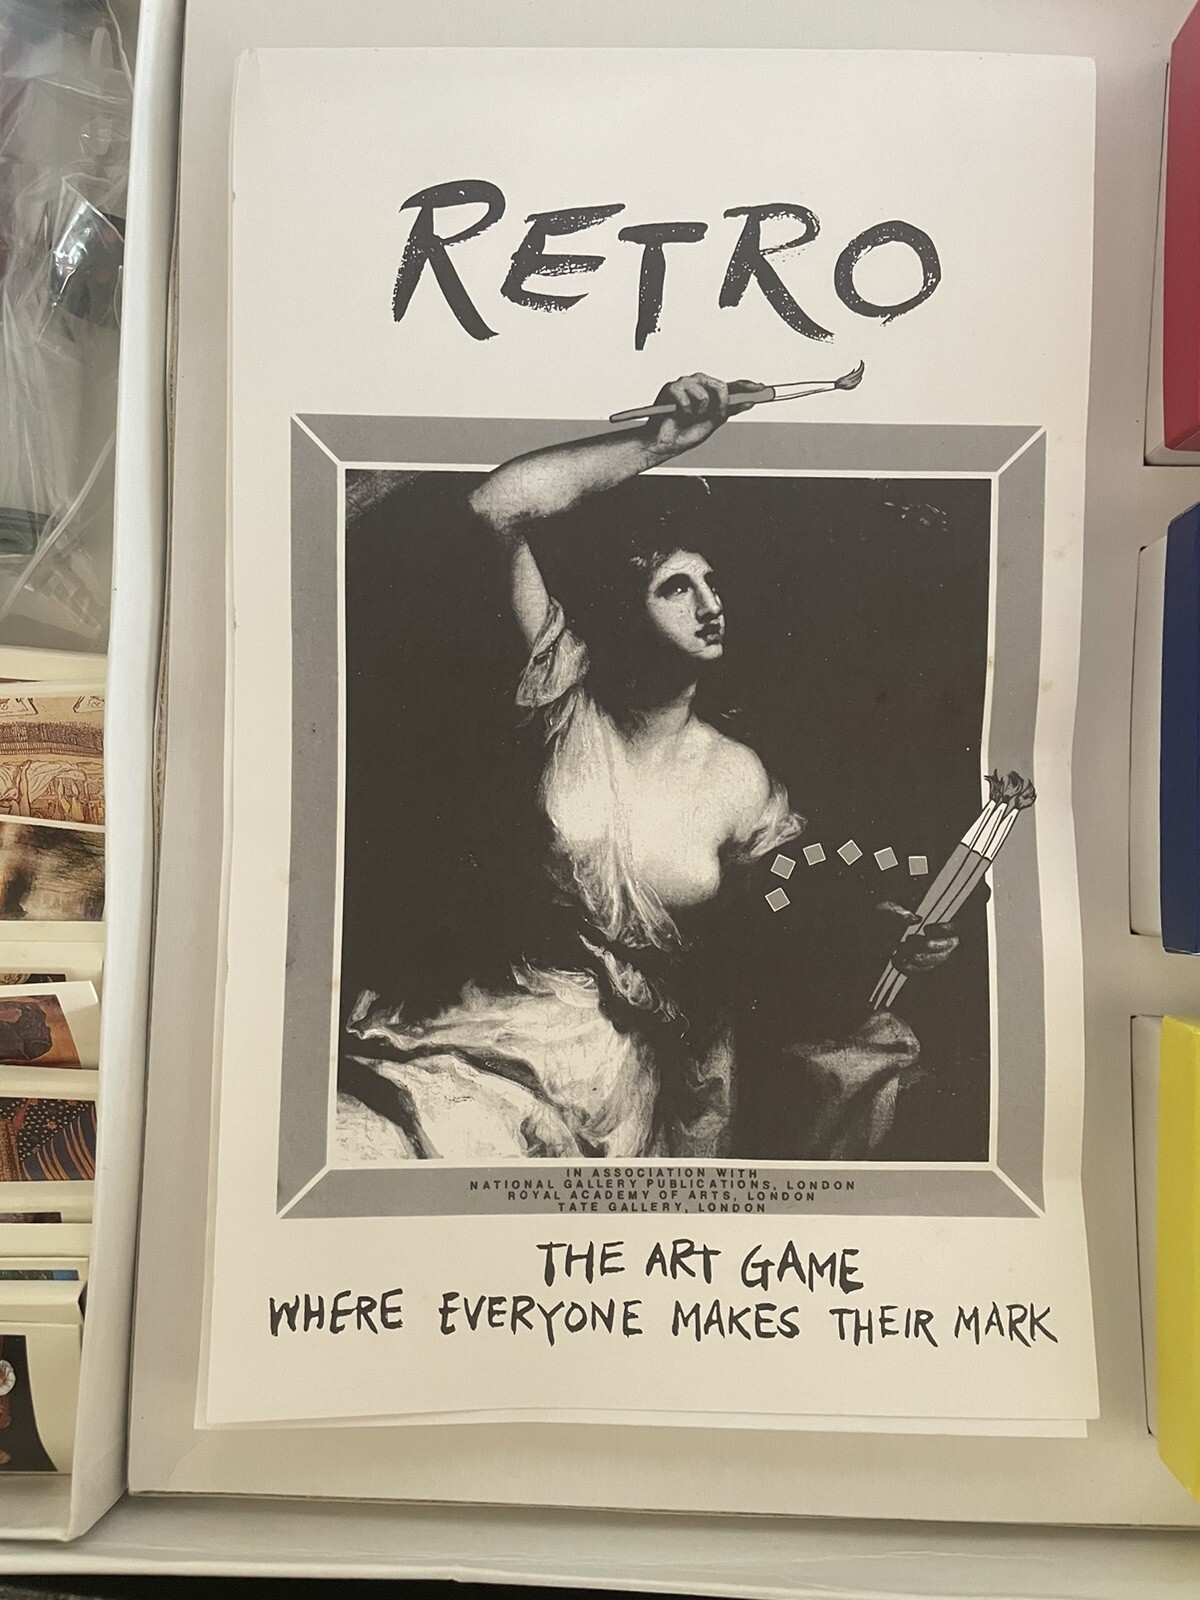 RETRO
IN ASSOCIATION WITH
NATIONAL GALLERY PUBLICATIONS, LONDON
ROYAL ACADEMY OF ARTS, LONDON
TATE GALLERY, LONDON
THE ART GAME
WHERE EVERYONE MAKES THEIR MARK